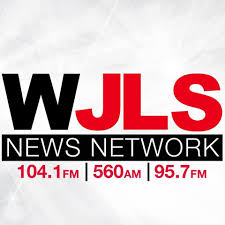 WJLS
NEWS NETWORK
104.1FM | 560AM | 95.7FM